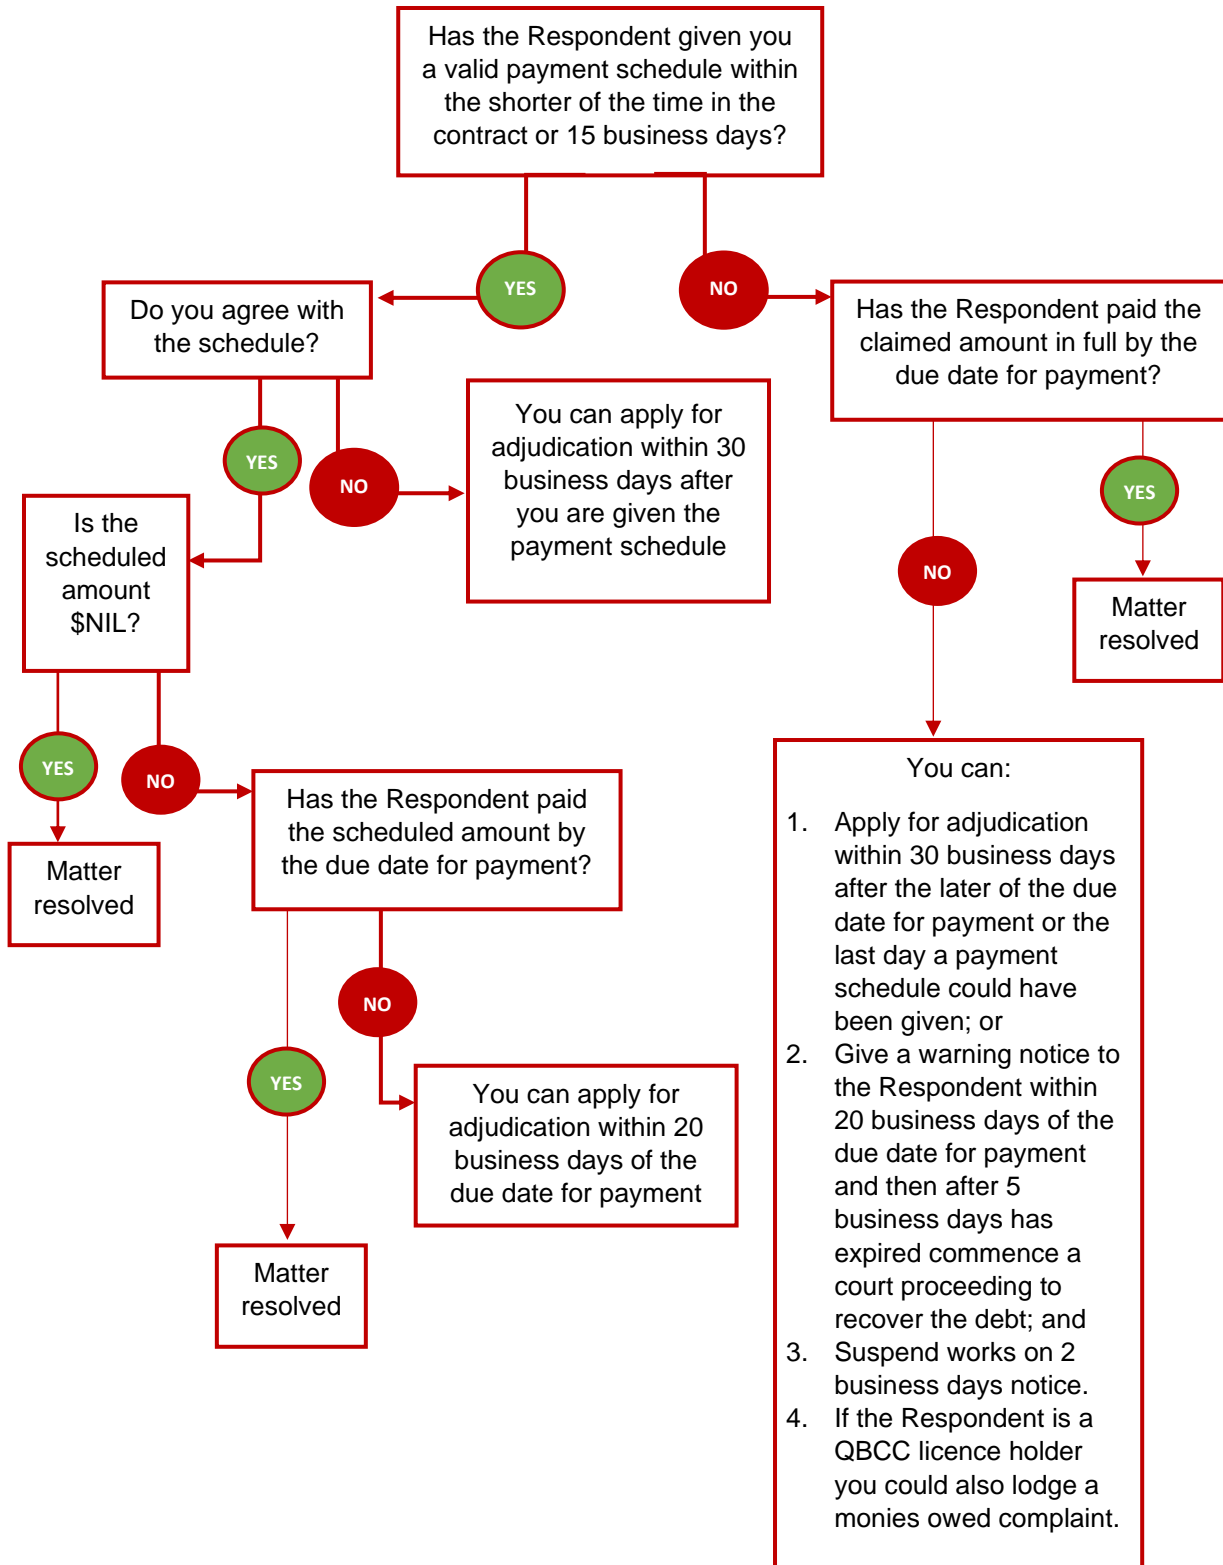 Has the Respondent given you
a valid payment schedule within
the shorter of the time in the
contract or 15 business days?
YES
NO
Do you agree with
the schedule?
Has the Respondent paid the
claimed amount in full by the
due date for payment?
YES
NO
You can apply for
adjudication within 30
business days after
you are given the
payment schedule
NO
YES
Is the
scheduled
amount
$NIL?
Matter
resolved
YES
NO
Matter
resolved
Has the Respondent paid
the scheduled amount by
the due date for payment?
YES
NO
Matter
resolved
You can apply for
adjudication within 20
business days of the
due date for payment
You can:
1. Apply for adjudication
within 30 business days
after the later of the due
date for payment or the
last day a payment
schedule could have
been given; or
2. Give a warning notice to
the Respondent within
20 business days of the
due date for payment
and then after 5
business days has
expired commence a
court proceeding to
recover the debt; and
3. Suspend works on 2
business days notice.
4. If the Respondent is a
QBCC licence holder
you could also lodge a
monies owed complaint.